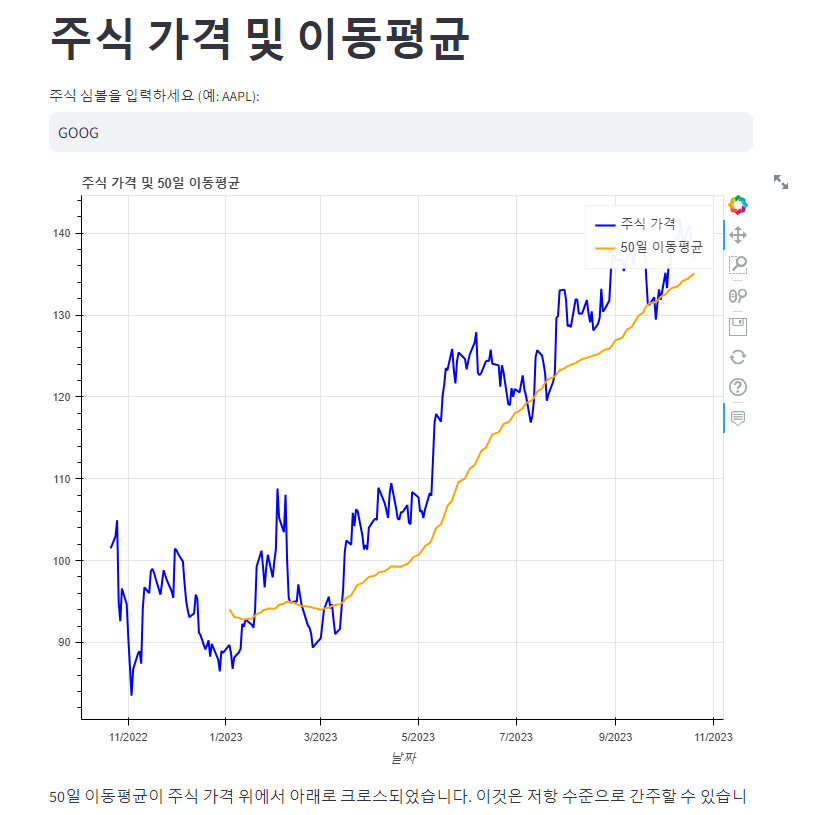 주식 가격 및 이동평균
주식 심볼을 입력하세요 (예: AAPL):
GOOG
주식 가격 및 50일 이동평균
주식 가격
50일 이동평균
140
130
120
110
100
90
11/2022 1/2023 3/2023 5/2023 7/2023 9/2023 11/2023
날짜
50일 이동평균이 주식 가격 위에서 아래로 크로스되었습니다. 이것은 저항 수준으로 간주할 수 있습니